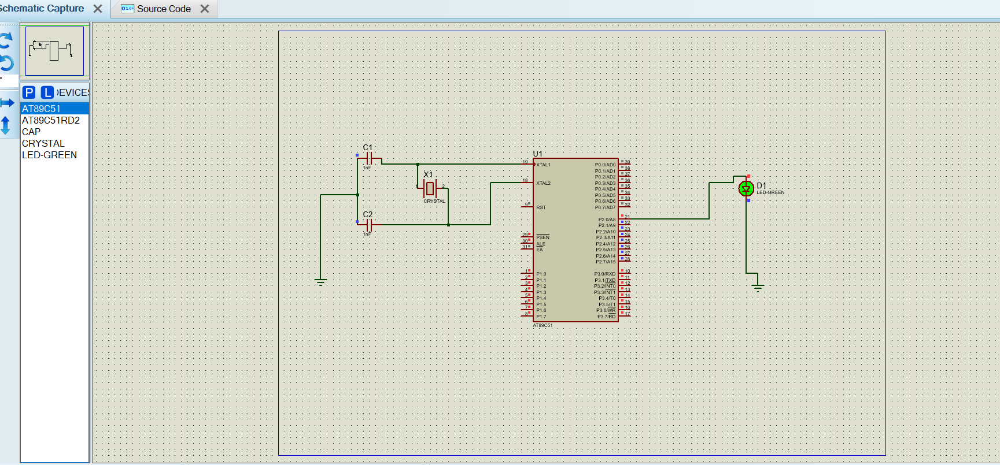 Schematic Capture
Source Code
P L DEVICES
AT89C51
AT89C51RD2
CAP
CRYSTAL
LED-GREEN
C1
1nF
X1
1 2
CRYSTAL
C2
1nF
U1
19 XTAL1
18 XTAL2
9 RST
29 PSEN
30 ALE
31 EA
1 P1.0
2 P1.1
3 P1.2
4 P1.3
5 P1.4
6 P1.5
7 P1.6
8 P1.7
P0.0/AD0 39
P0.1/AD1 38
P0.2/AD2 37
P0.3/AD3 36
P0.4/AD4 35
P0.5/AD5 34
P0.6/AD6 33
P0.7/AD7 32
P2.0/A8 21
P2.1/A9 22
P2.2/A10 23
P2.3/A11 24
P2.4/A12 25
P2.5/A13 26
P2.6/A14 27
P2.7/A15 28
P3.0/RXD 10
P3.1/TXD 11
P3.2/INT0 12
P3.3/INT1 13
P3.4/T0 14
P3.5/T1 15
P3.6/WR 16
P3.7/RD 17
AT89C51
D1
LED-GREEN